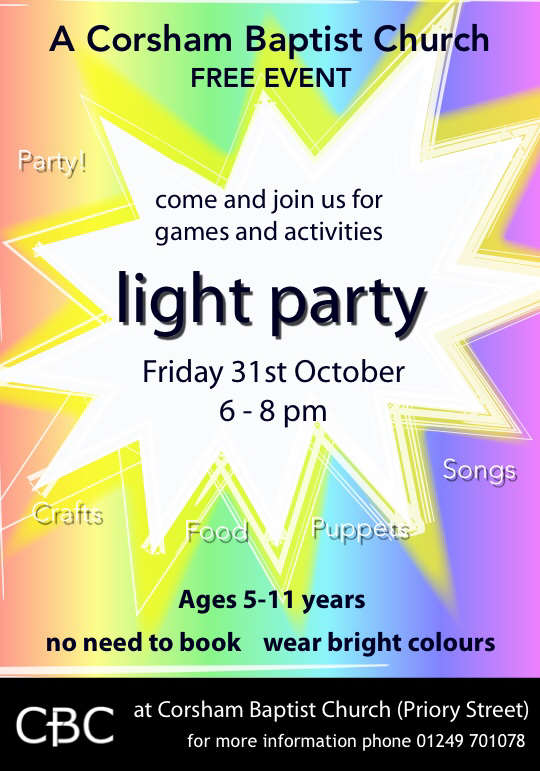 A Corsham Baptist Church
FREE EVENT
Party!
come and join us for
games and activities
light party
Friday 31st October
6 - 8 pm
Songs
Crafts
Food
Puppets
Ages 5-11 years
no need to book wear bright colours
CBC
at Corsham Baptist Church (Priory Street)
for more information phone 01249 701078